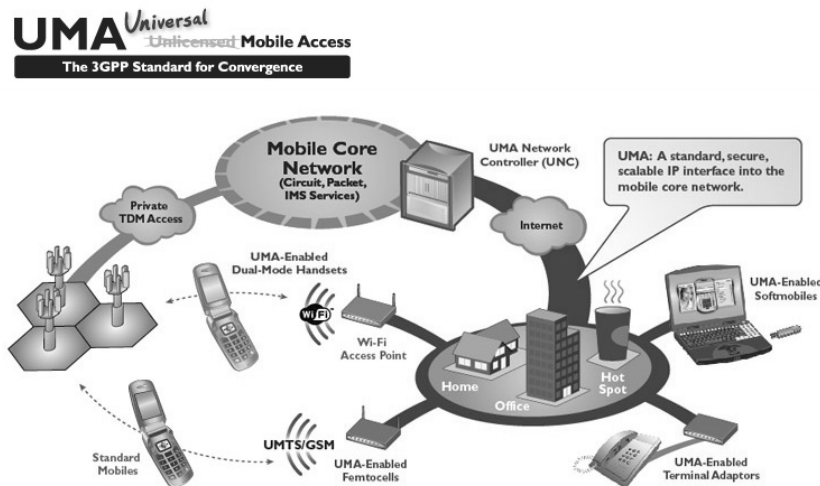 UMA Universal
Unlicensed Mobile Access
The 3GPP Standard for Convergence
Mobile Core
Network
(Circuit, Packet,
IMS Services)
UMA Network
Controller (UNC)
UMA: A standard, secure,
scalable IP interface into the
mobile core network.
Private
TDM Access
Internet
UMA-Enabled
Dual-Mode Handsets
UMA-Enabled
Softmobiles
Wi Fi
Wi-Fi
Access Point
Home
Office
Hot
Spot
Standard
Mobiles
UMTS/GSM
UMA-Enabled
Femtocells
UMA-Enabled
Terminal Adaptors